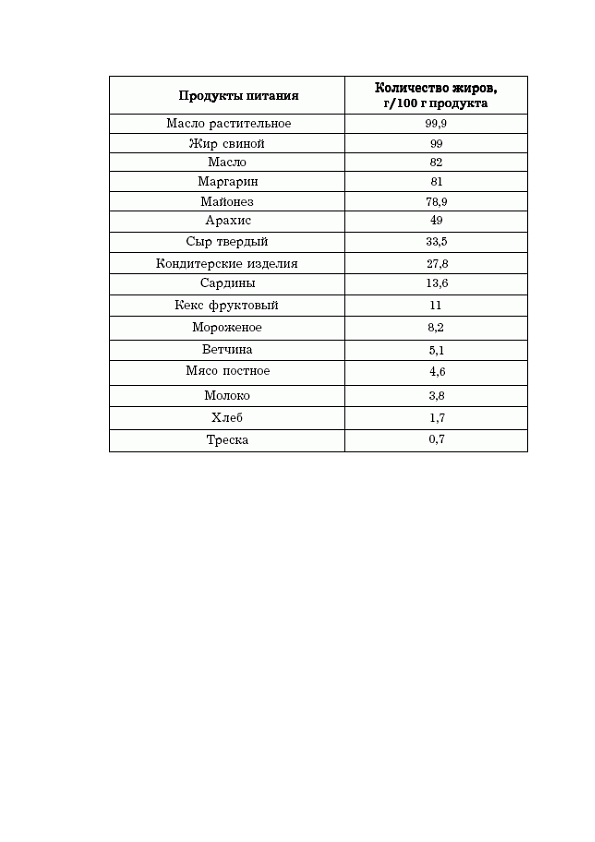 Продукты питания Количество жиров,
г/100 г продукта
Масло растительное 99,9
Жир свиной 99
Масло 82
Маргарин 81
Майонез 78,9
Арахис 49
Сыр твердый 33,5
Кондитерские изделия 27,8
Сардины 13,6
Кекс фруктовый 11
Мороженое 8,2
Ветчина 5,1
Мясо постное 4,6
Молоко 3,8
Хлеб 1,7
Треска 0,7